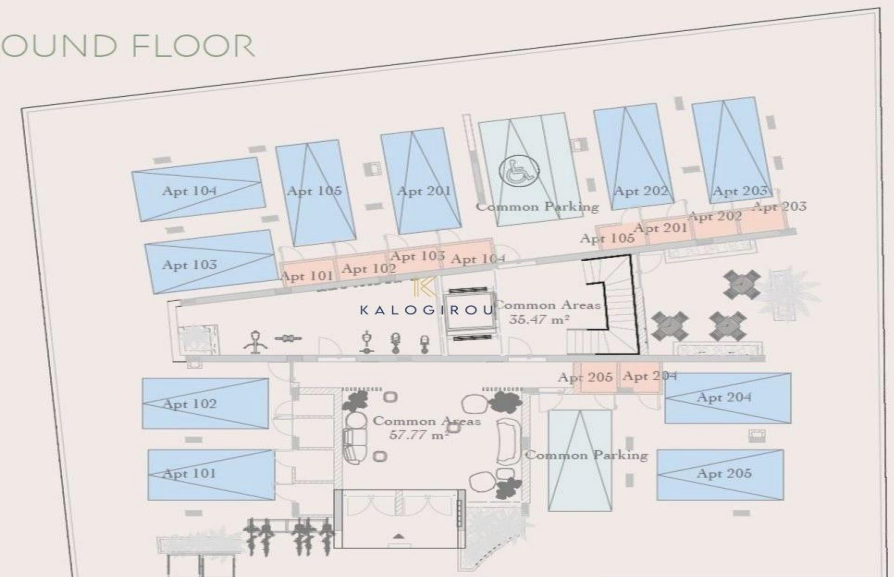 OUND FLOOR
Apt 104
Apt 105
Apt 201
Common Parking
Apt 202
Apt 203
Apt 103
Apt 101
Apt 102
Apt 103
Apt 104
Apt 105
Apt 201
Apt 202
Apt 203
KALOGIROU
Common Areas
35.47 m²
Apt 102
Apt 205
Apt 204
Apt 204
Common Areas
57.77 m²
Apt 101
Common Parking
Apt 205